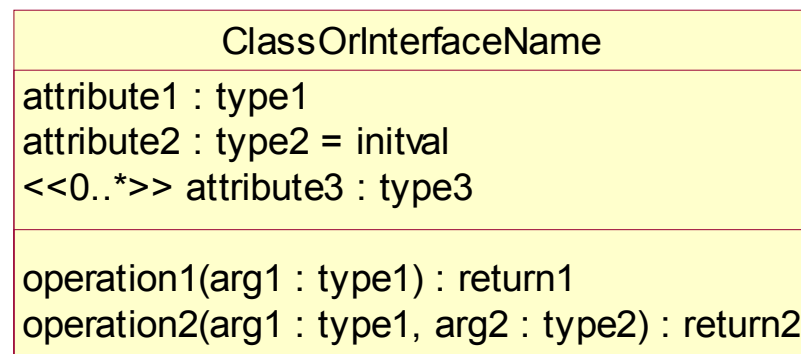 ClassOrInterfaceName
attribute1 : type1
attribute2 : type2 = initval
<<0..*>> attribute3 : type3
operation1(arg1 : type1) : return1
operation2(arg1 : type1, arg2 : type2) : return2